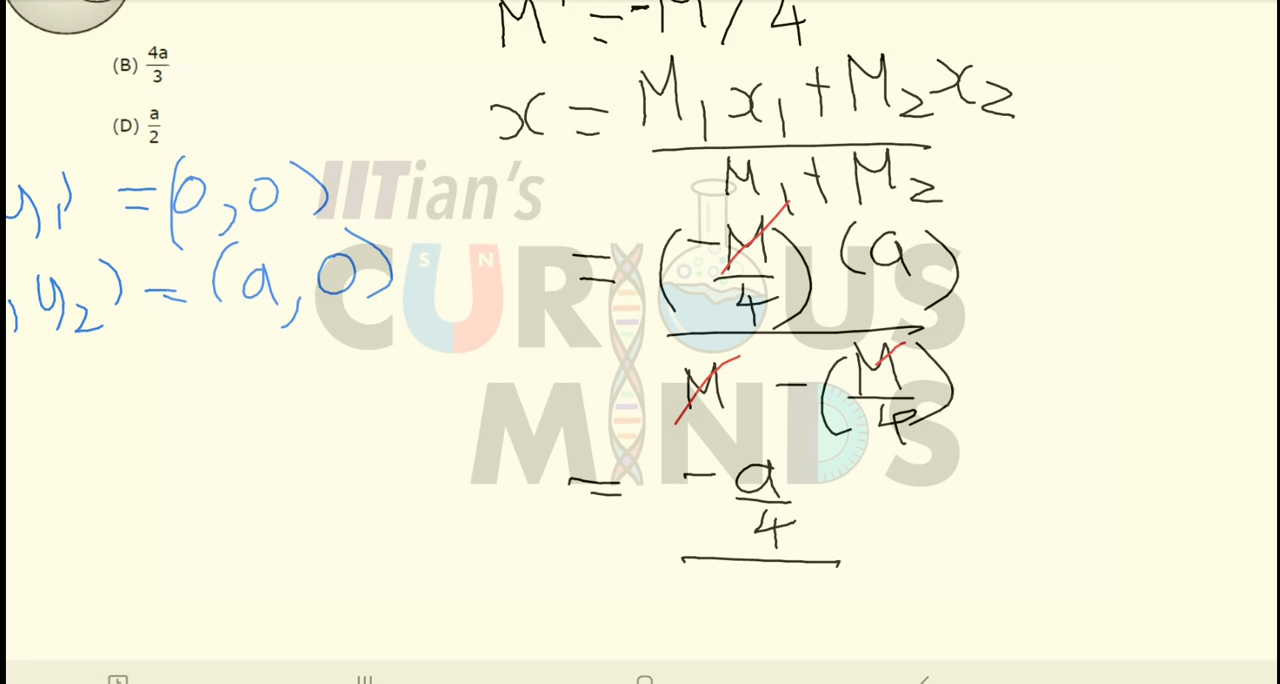 M' = -M/4
(B) 4a/3
x = M₁x₁ + M₂x₂
(D) a/2
M₁ + M₂
y₁) = (0, 0)
IITian's
= (-M/4) (a)
CURIOUS
S N
, y₂) = (a, 0)
M - (M/4)
MINDS
= -a/4